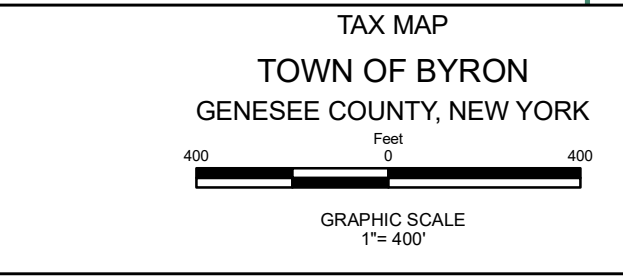 TAX MAP
TOWN OF BYRON
GENESEE COUNTY, NEW YORK
Feet
400 0 400
GRAPHIC SCALE
1"= 400'